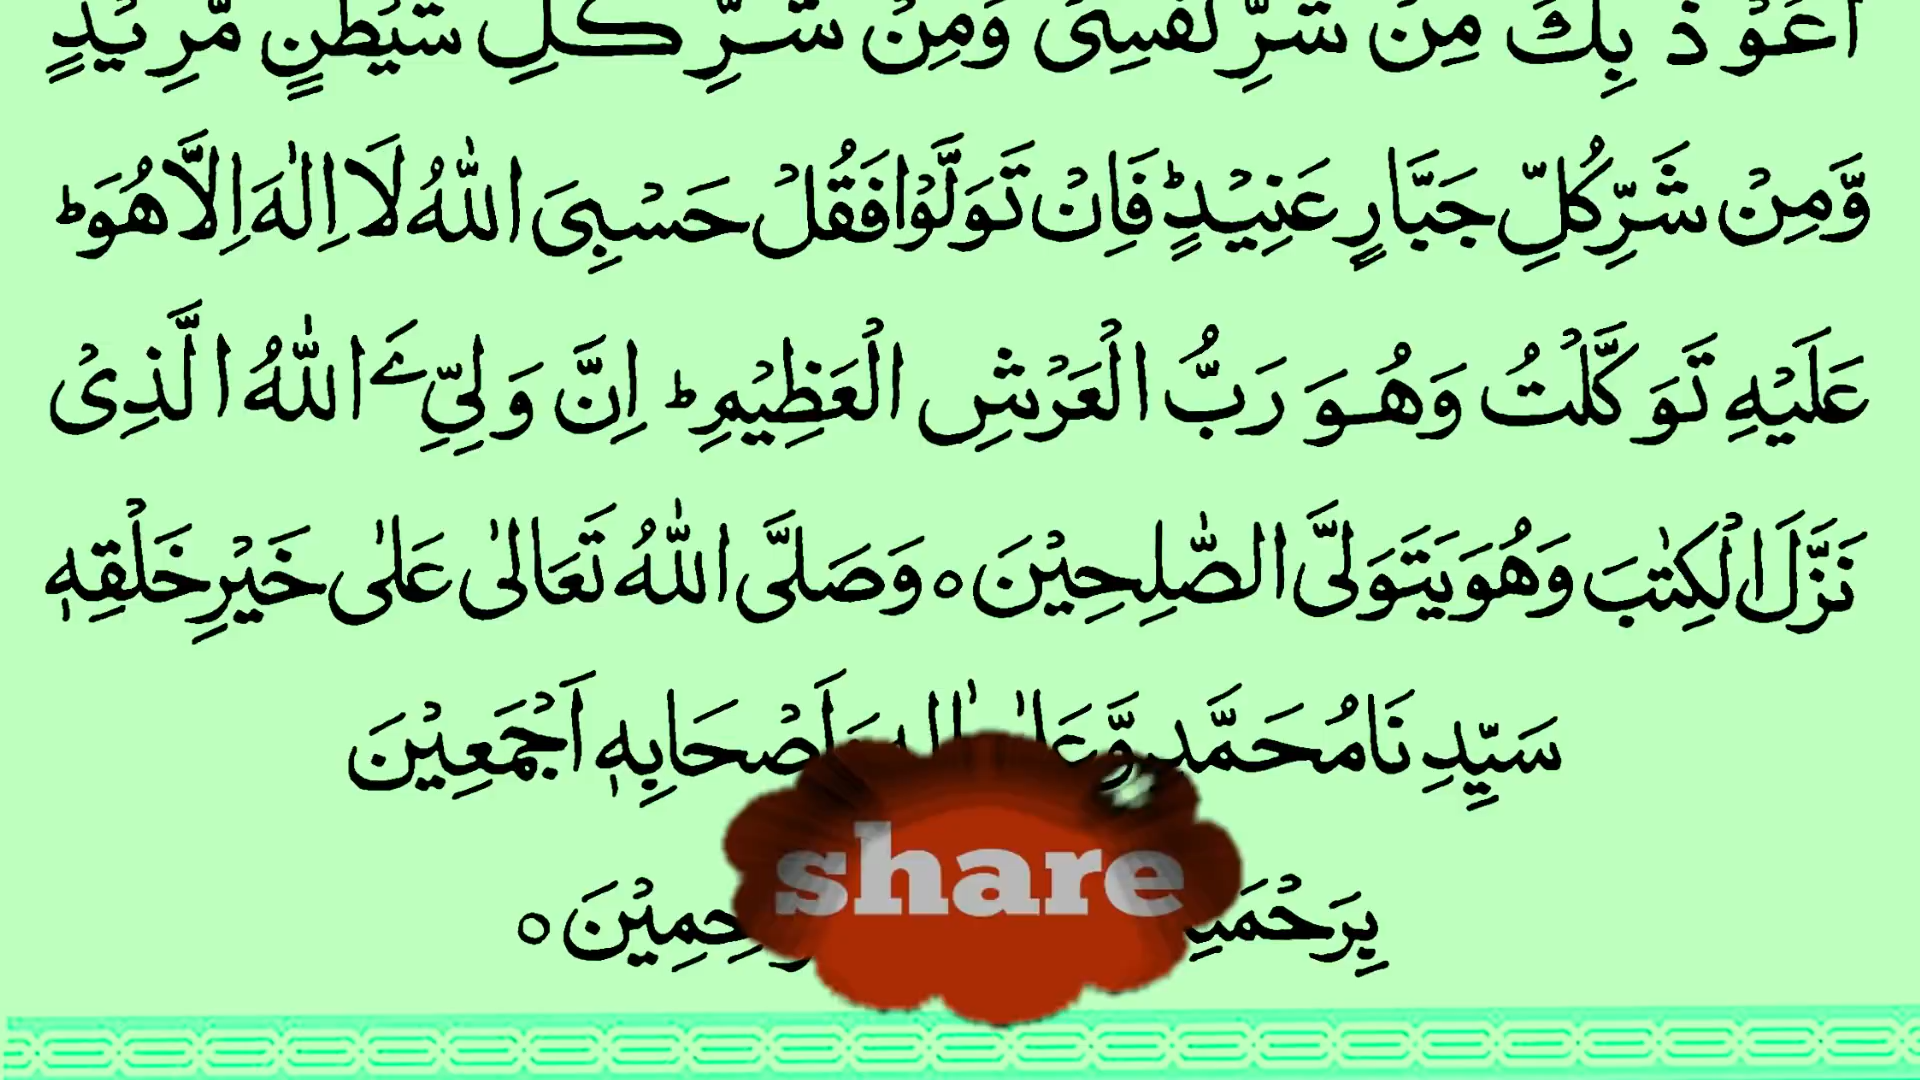 اَعُوْذُ بِكَ مِنْ شَرِّ نَفْسِیْ وَمِنْ شَرِّ كُلِّ شَيْطٰنٍ مَّرِيْدٍ
وَّمِنْ شَرِّ كُلِّ جَبَّارٍ عَنِيْدٍؕ فَاِنْ تَوَلَّوْا فَقُلْ حَسْبِیَ اللّٰهُ لَا اِلٰهَ اِلَّا هُوَؕ
عَلَيْهِ تَوَكَّلْتُ وَهُوَ رَبُّ الْعَرْشِ الْعَظِيْمِؕ اِنَّ وَلِیِّےَ اللّٰهُ الَّذِیْ
نَزَّلَ الْكِتٰبَ وَهُوَ يَتَوَلَّی الصّٰلِحِيْنَ ہ وَصَلَّی اللّٰهُ تَعَالٰی عَلٰی خَيْرِ خَلْقِهٖ
سَيِّدِنَا مُحَمَّدٍ وَّعَلٰی اٰلِهٖ وَاَصْحَابِهٖ اَجْمَعِيْنَ
share